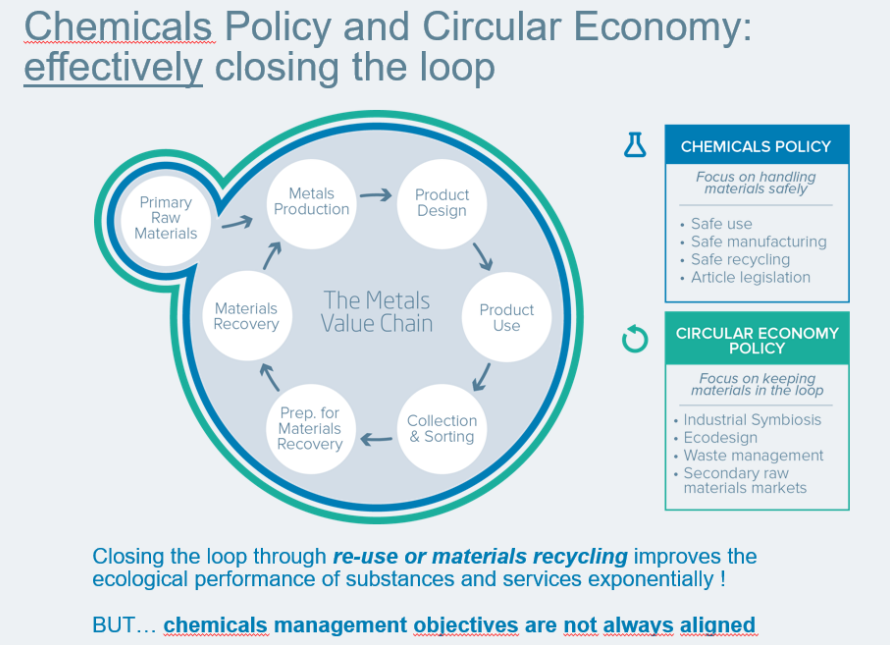 Chemicals Policy and Circular Economy:
effectively closing the loop
Primary
Raw
Materials
Metals
Production
Product
Design
Product
Use
Collection
& Sorting
Prep. for
Materials
Recovery
Materials
Recovery
The Metals
Value Chain
CHEMICALS POLICY
Focus on handling
materials safely
• Safe use
• Safe manufacturing
• Safe recycling
• Article legislation
CIRCULAR ECONOMY
POLICY
Focus on keeping
materials in the loop
• Industrial Symbiosis
• Ecodesign
• Waste management
• Secondary raw
materials markets
Closing the loop through re-use or materials recycling improves the
ecological performance of substances and services exponentially !
BUT… chemicals management objectives are not always aligned